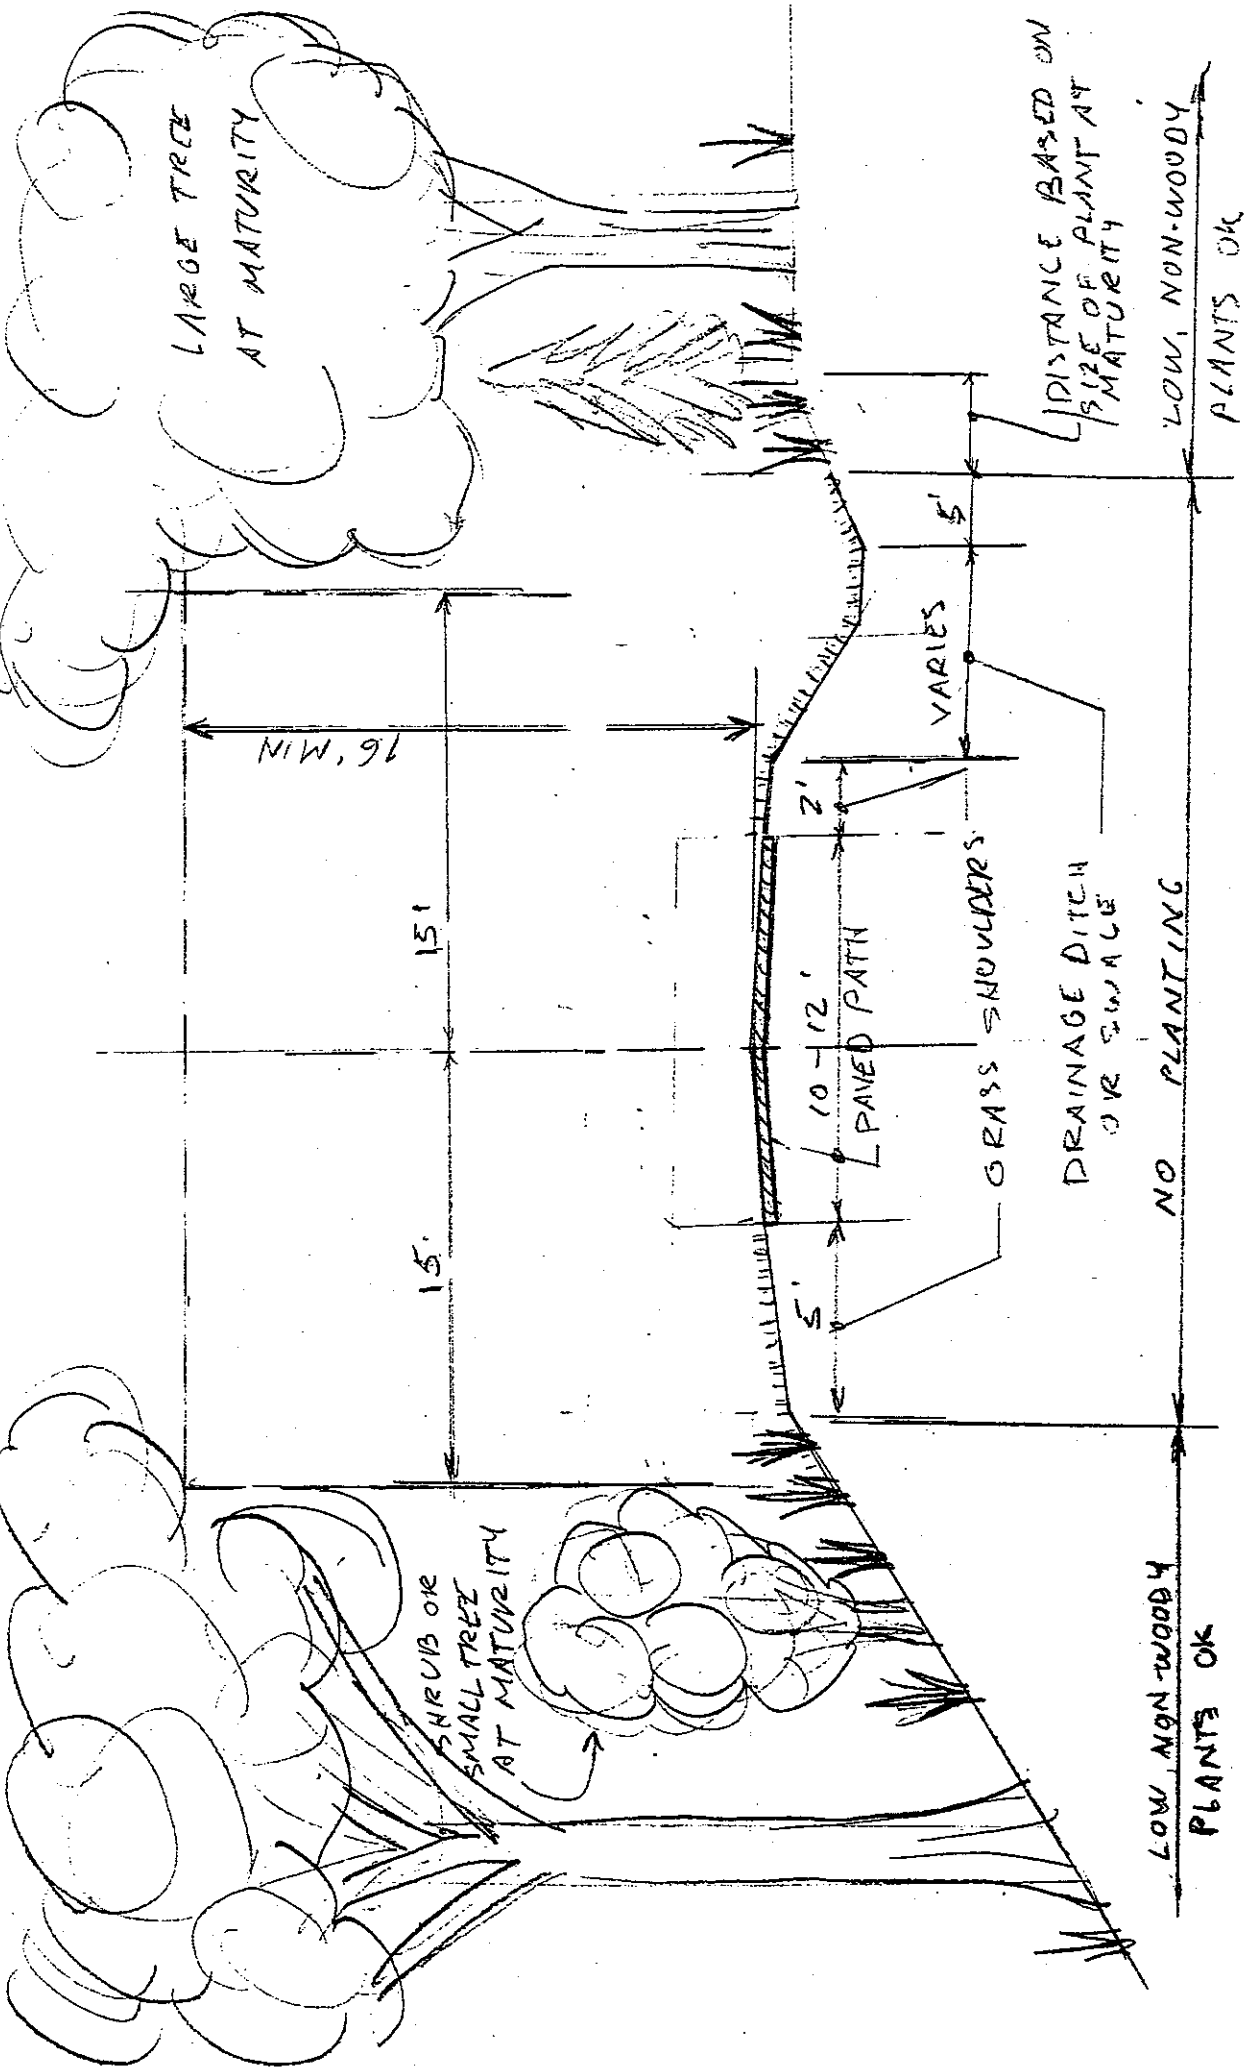 LARGE TREE
AT MATURITY
16' MIN
15'
15'
SHRUB OR
SMALL TREE
AT MATURITY
5'
10-12'
2'
PAVED PATH
VARIES
5'
GRASS SHOULDERS
DRAINAGE DITCH
OR SWALE
DISTANCE BASED ON
SIZE OF PLANT AT
MATURITY
LOW, NON-WOODY
PLANTS OK
NO PLANTING
LOW, NON-WOODY
PLANTS OK